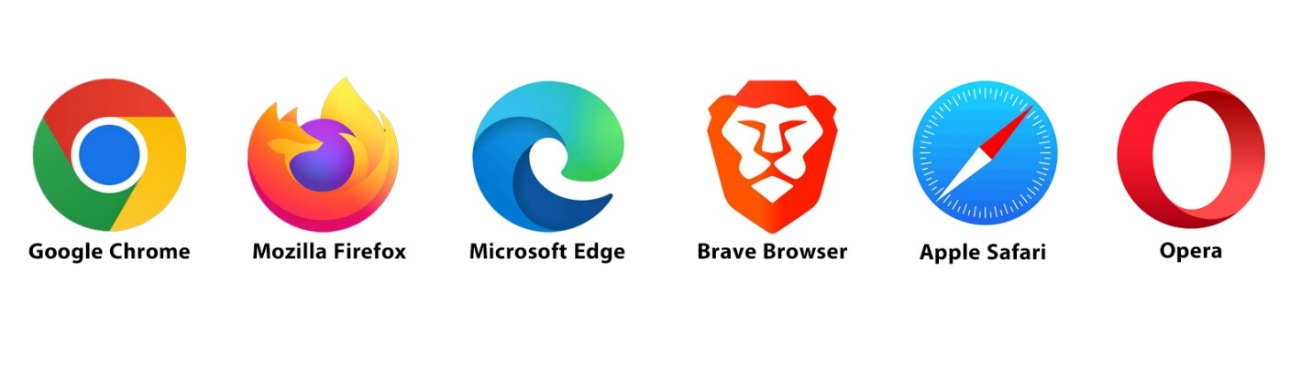 Google Chrome
Mozilla Firefox
Microsoft Edge
Brave Browser
Apple Safari
Opera